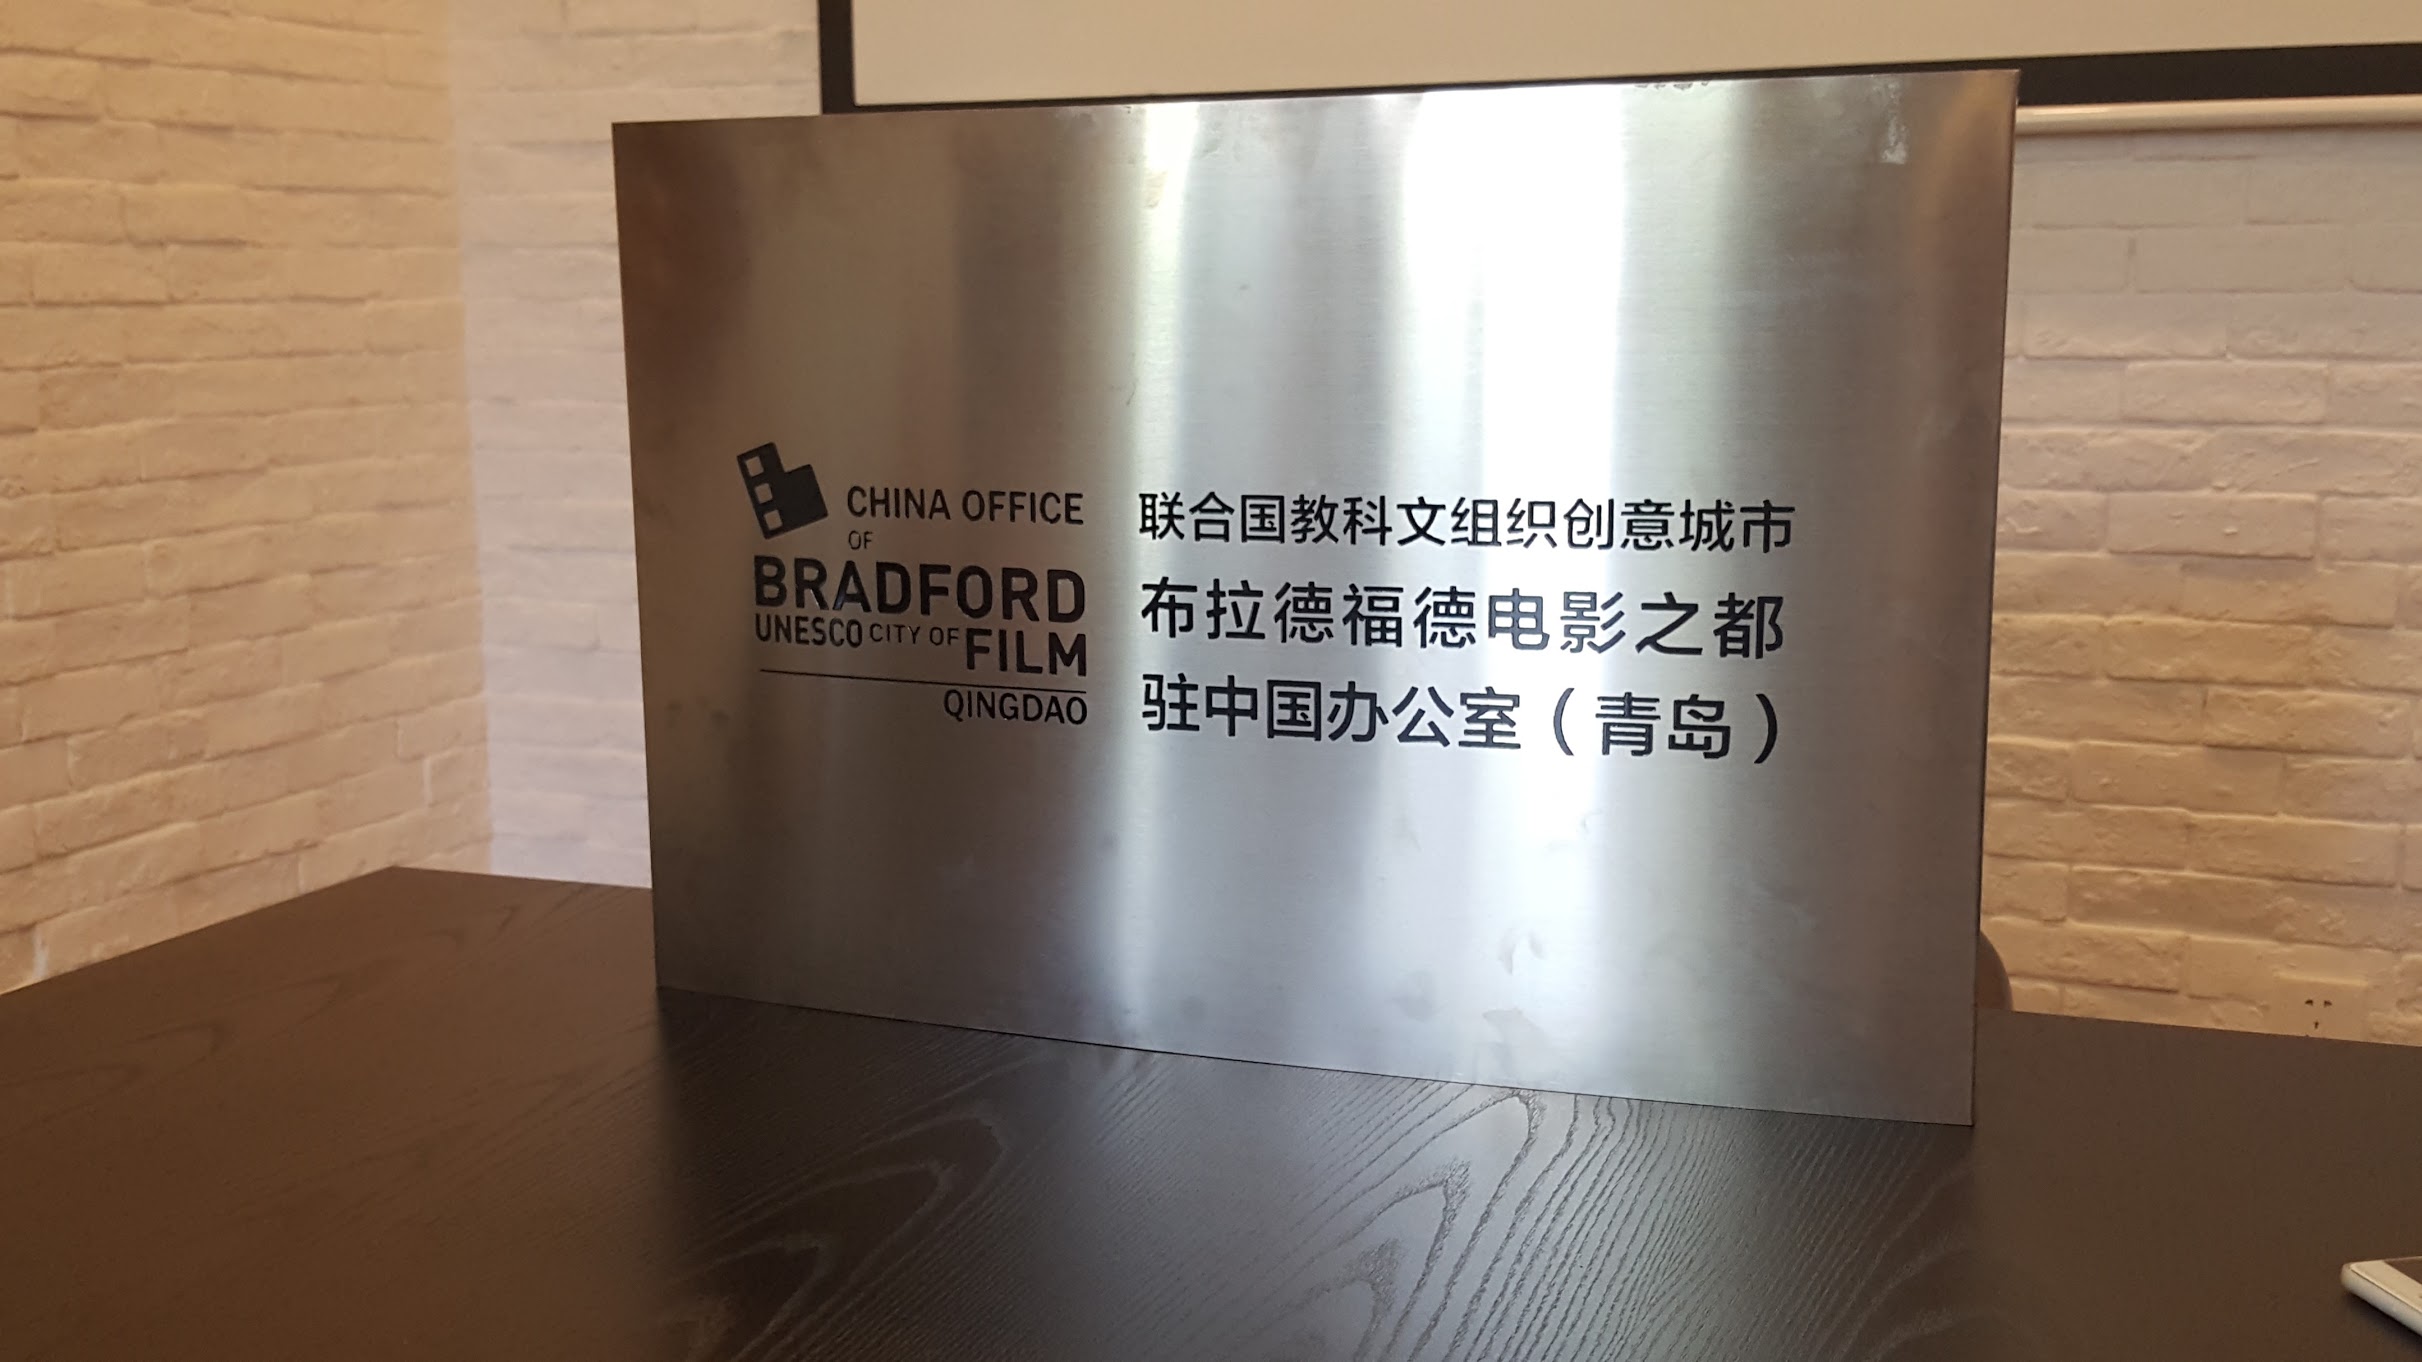 CHINA OFFICE
OF
BRADFORD
UNESCO CITY OF FILM
QINGDAO
联合国教科文组织创意城市
布拉德福德电影之都
驻中国办公室（青岛）